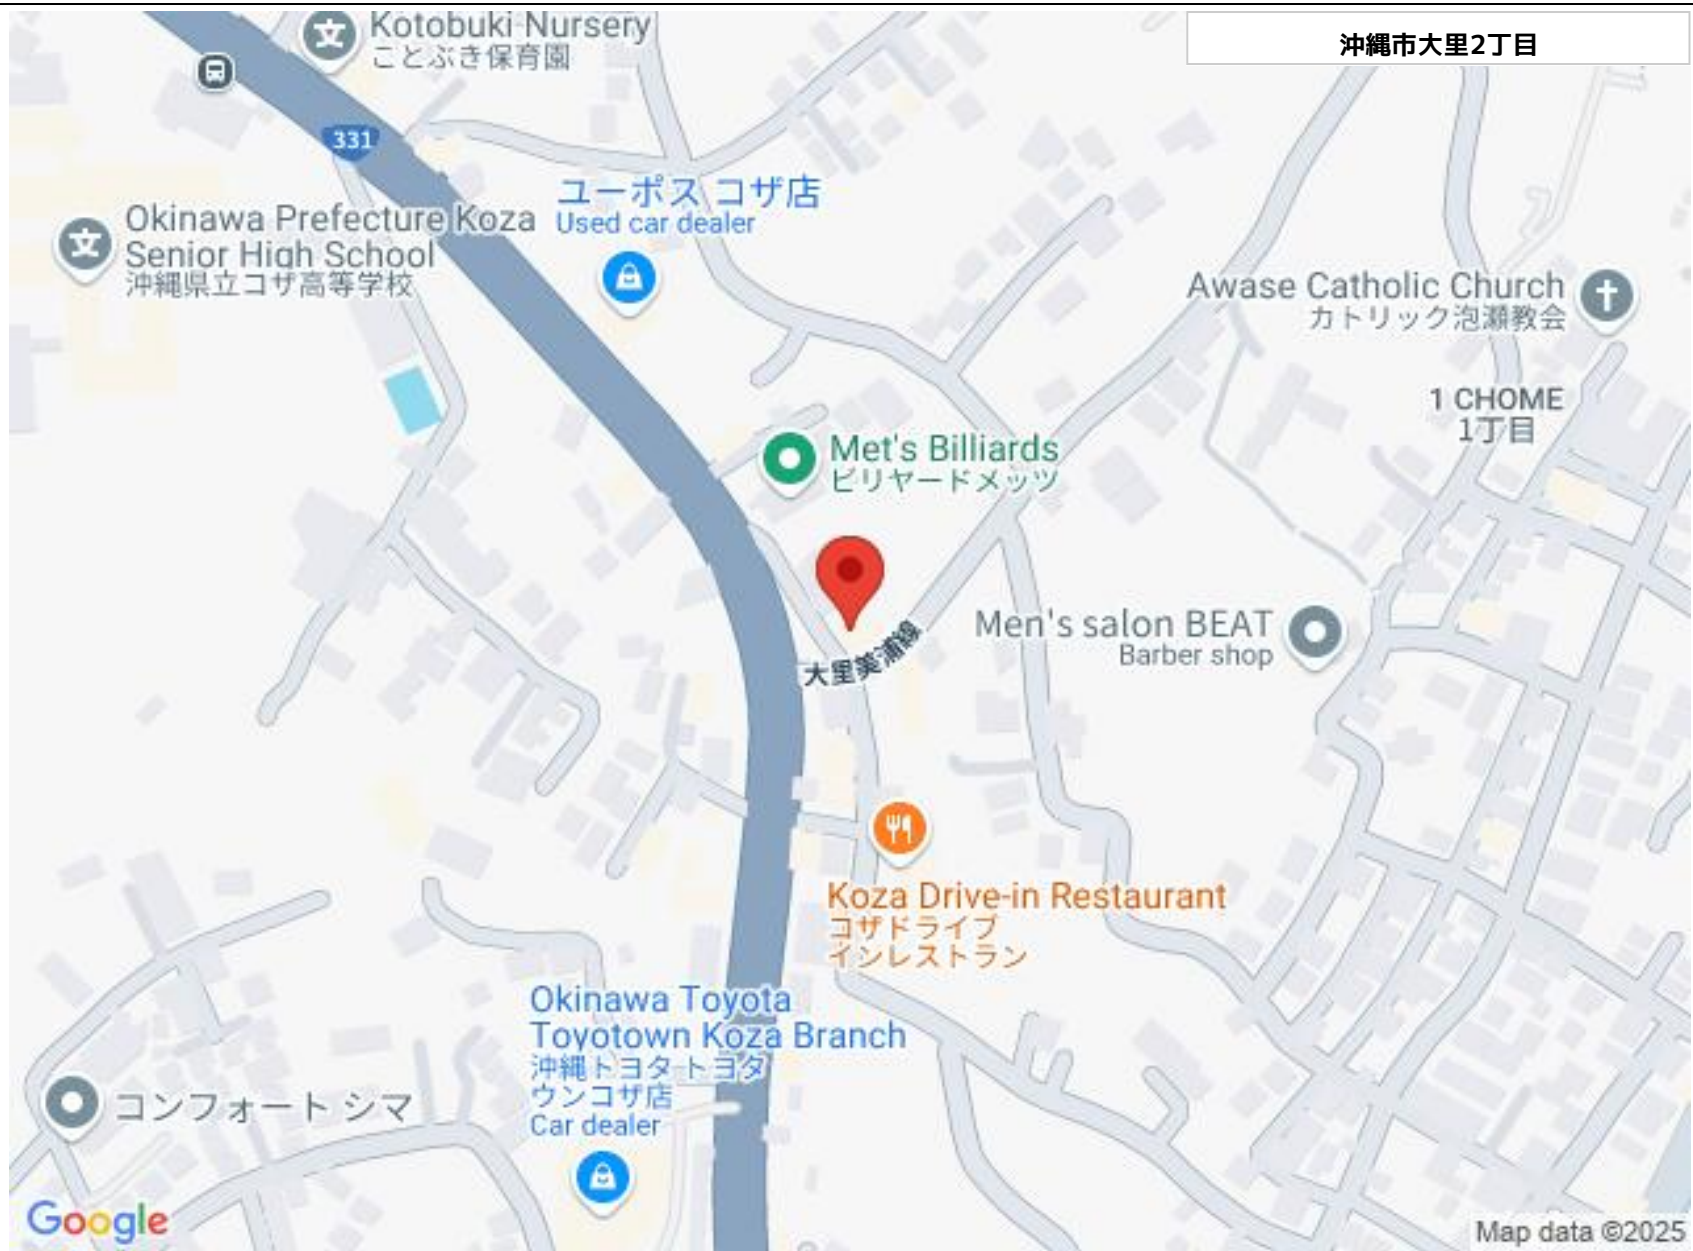 沖縄市大里2丁目
Kotobuki Nursery
ことぶき保育園
331
Okinawa Prefecture Koza
Senior High School
沖縄県立コザ高等学校
ユーポス コザ店
Used car dealer
Awase Catholic Church
カトリック泡瀬教会
1 CHOME
1丁目
Met's Billiards
ビリヤードメッツ
大里美浦線
Men's salon BEAT
Barber shop
Koza Drive-in Restaurant
コザドライブ
インレストラン
Okinawa Toyota
Toyotown Koza Branch
沖縄トヨタトヨタ
ウンコザ店
Car dealer
コンフォート シマ
Google
Map data ©2025